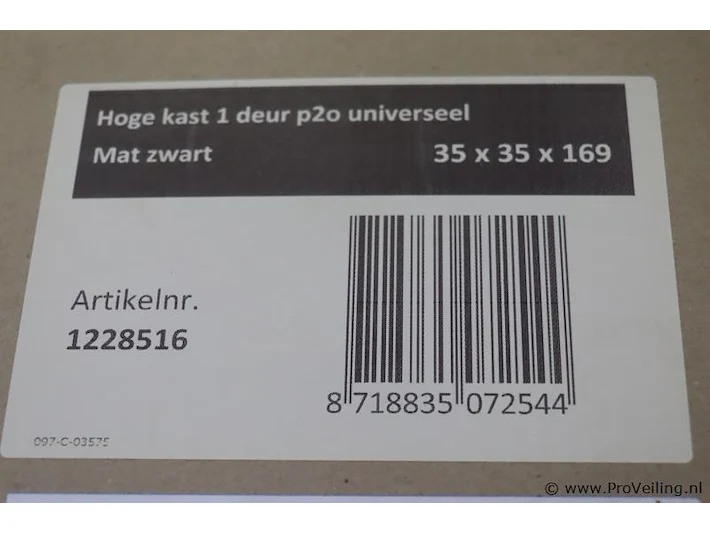 Hoge kast 1 deur p2o universeel
Mat zwart 35 x 35 x 169
Artikelnr.
1228516
8 718835 072544
097-C-03575
© www.ProVeiling.nl